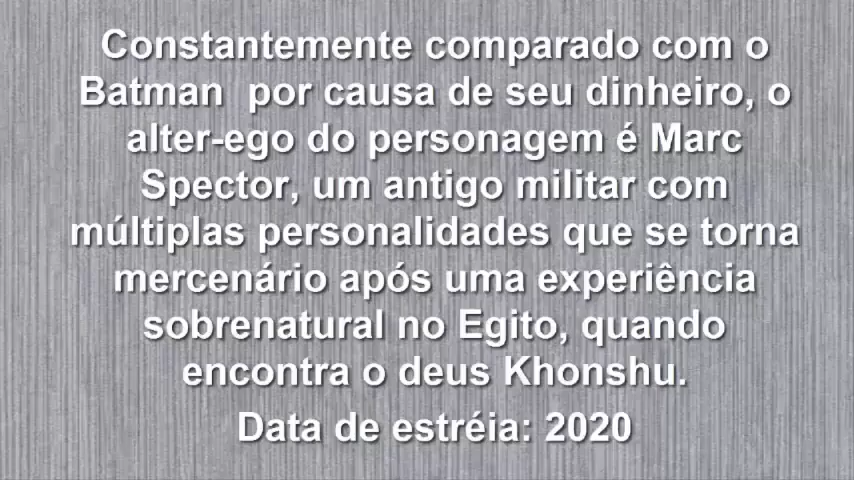 Constantemente comparado com o
Batman  por causa de seu dinheiro, o
alter-ego do personagem é Marc
Spector, um antigo militar com
múltiplas personalidades que se torna
mercenário após uma experiência
sobrenatural no Egito, quando
encontra o deus Khonshu.
Data de estréia: 2020